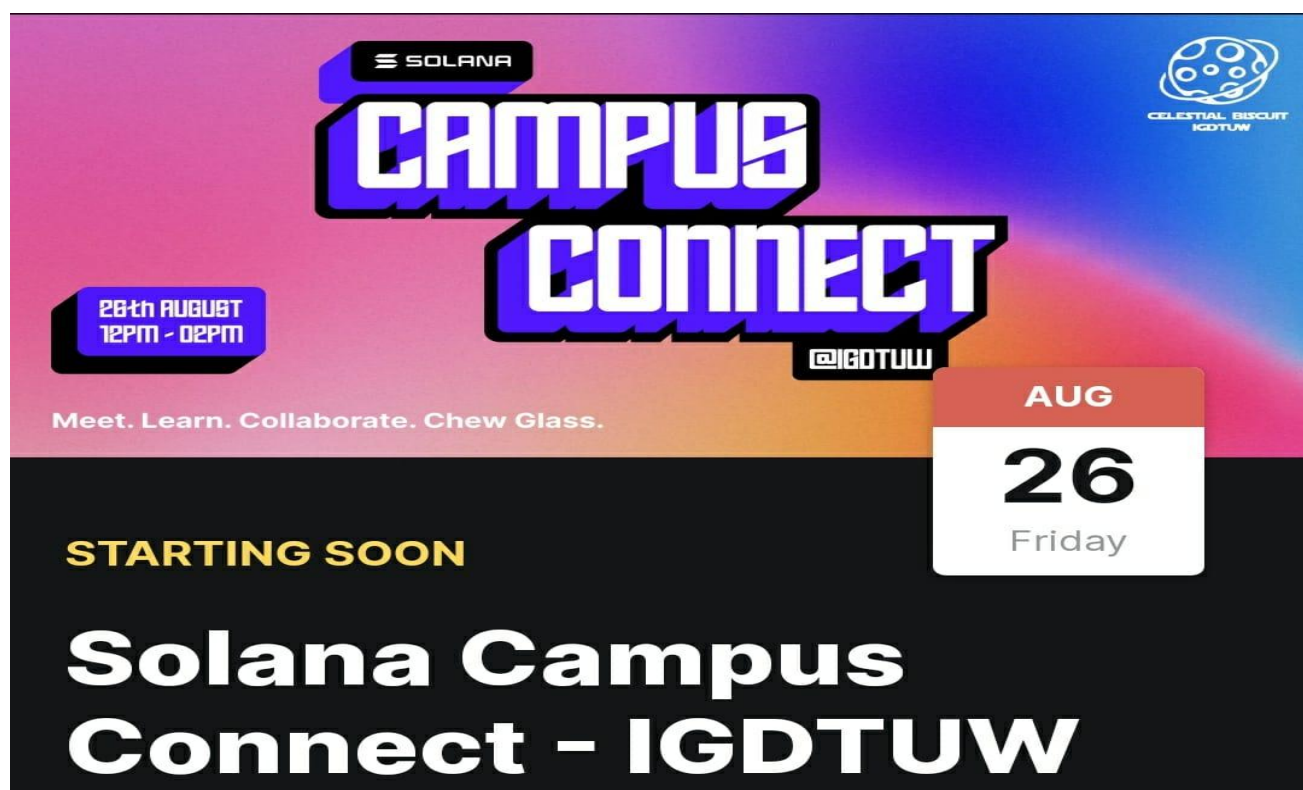 SOLANA
CAMPUS
CONNECT
@IGDTUW
CELESTIAL BISCUIT
IGDTUW
26th AUGUST
12PM - 02PM
Meet. Learn. Collaborate. Chew Glass.
AUG
26
Friday
STARTING SOON
Solana Campus
Connect - IGDTUW